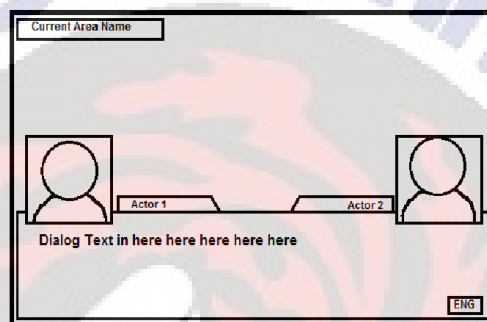 Current Area Name
Actor 1
Actor 2
Dialog Text in here here here here here
ENG